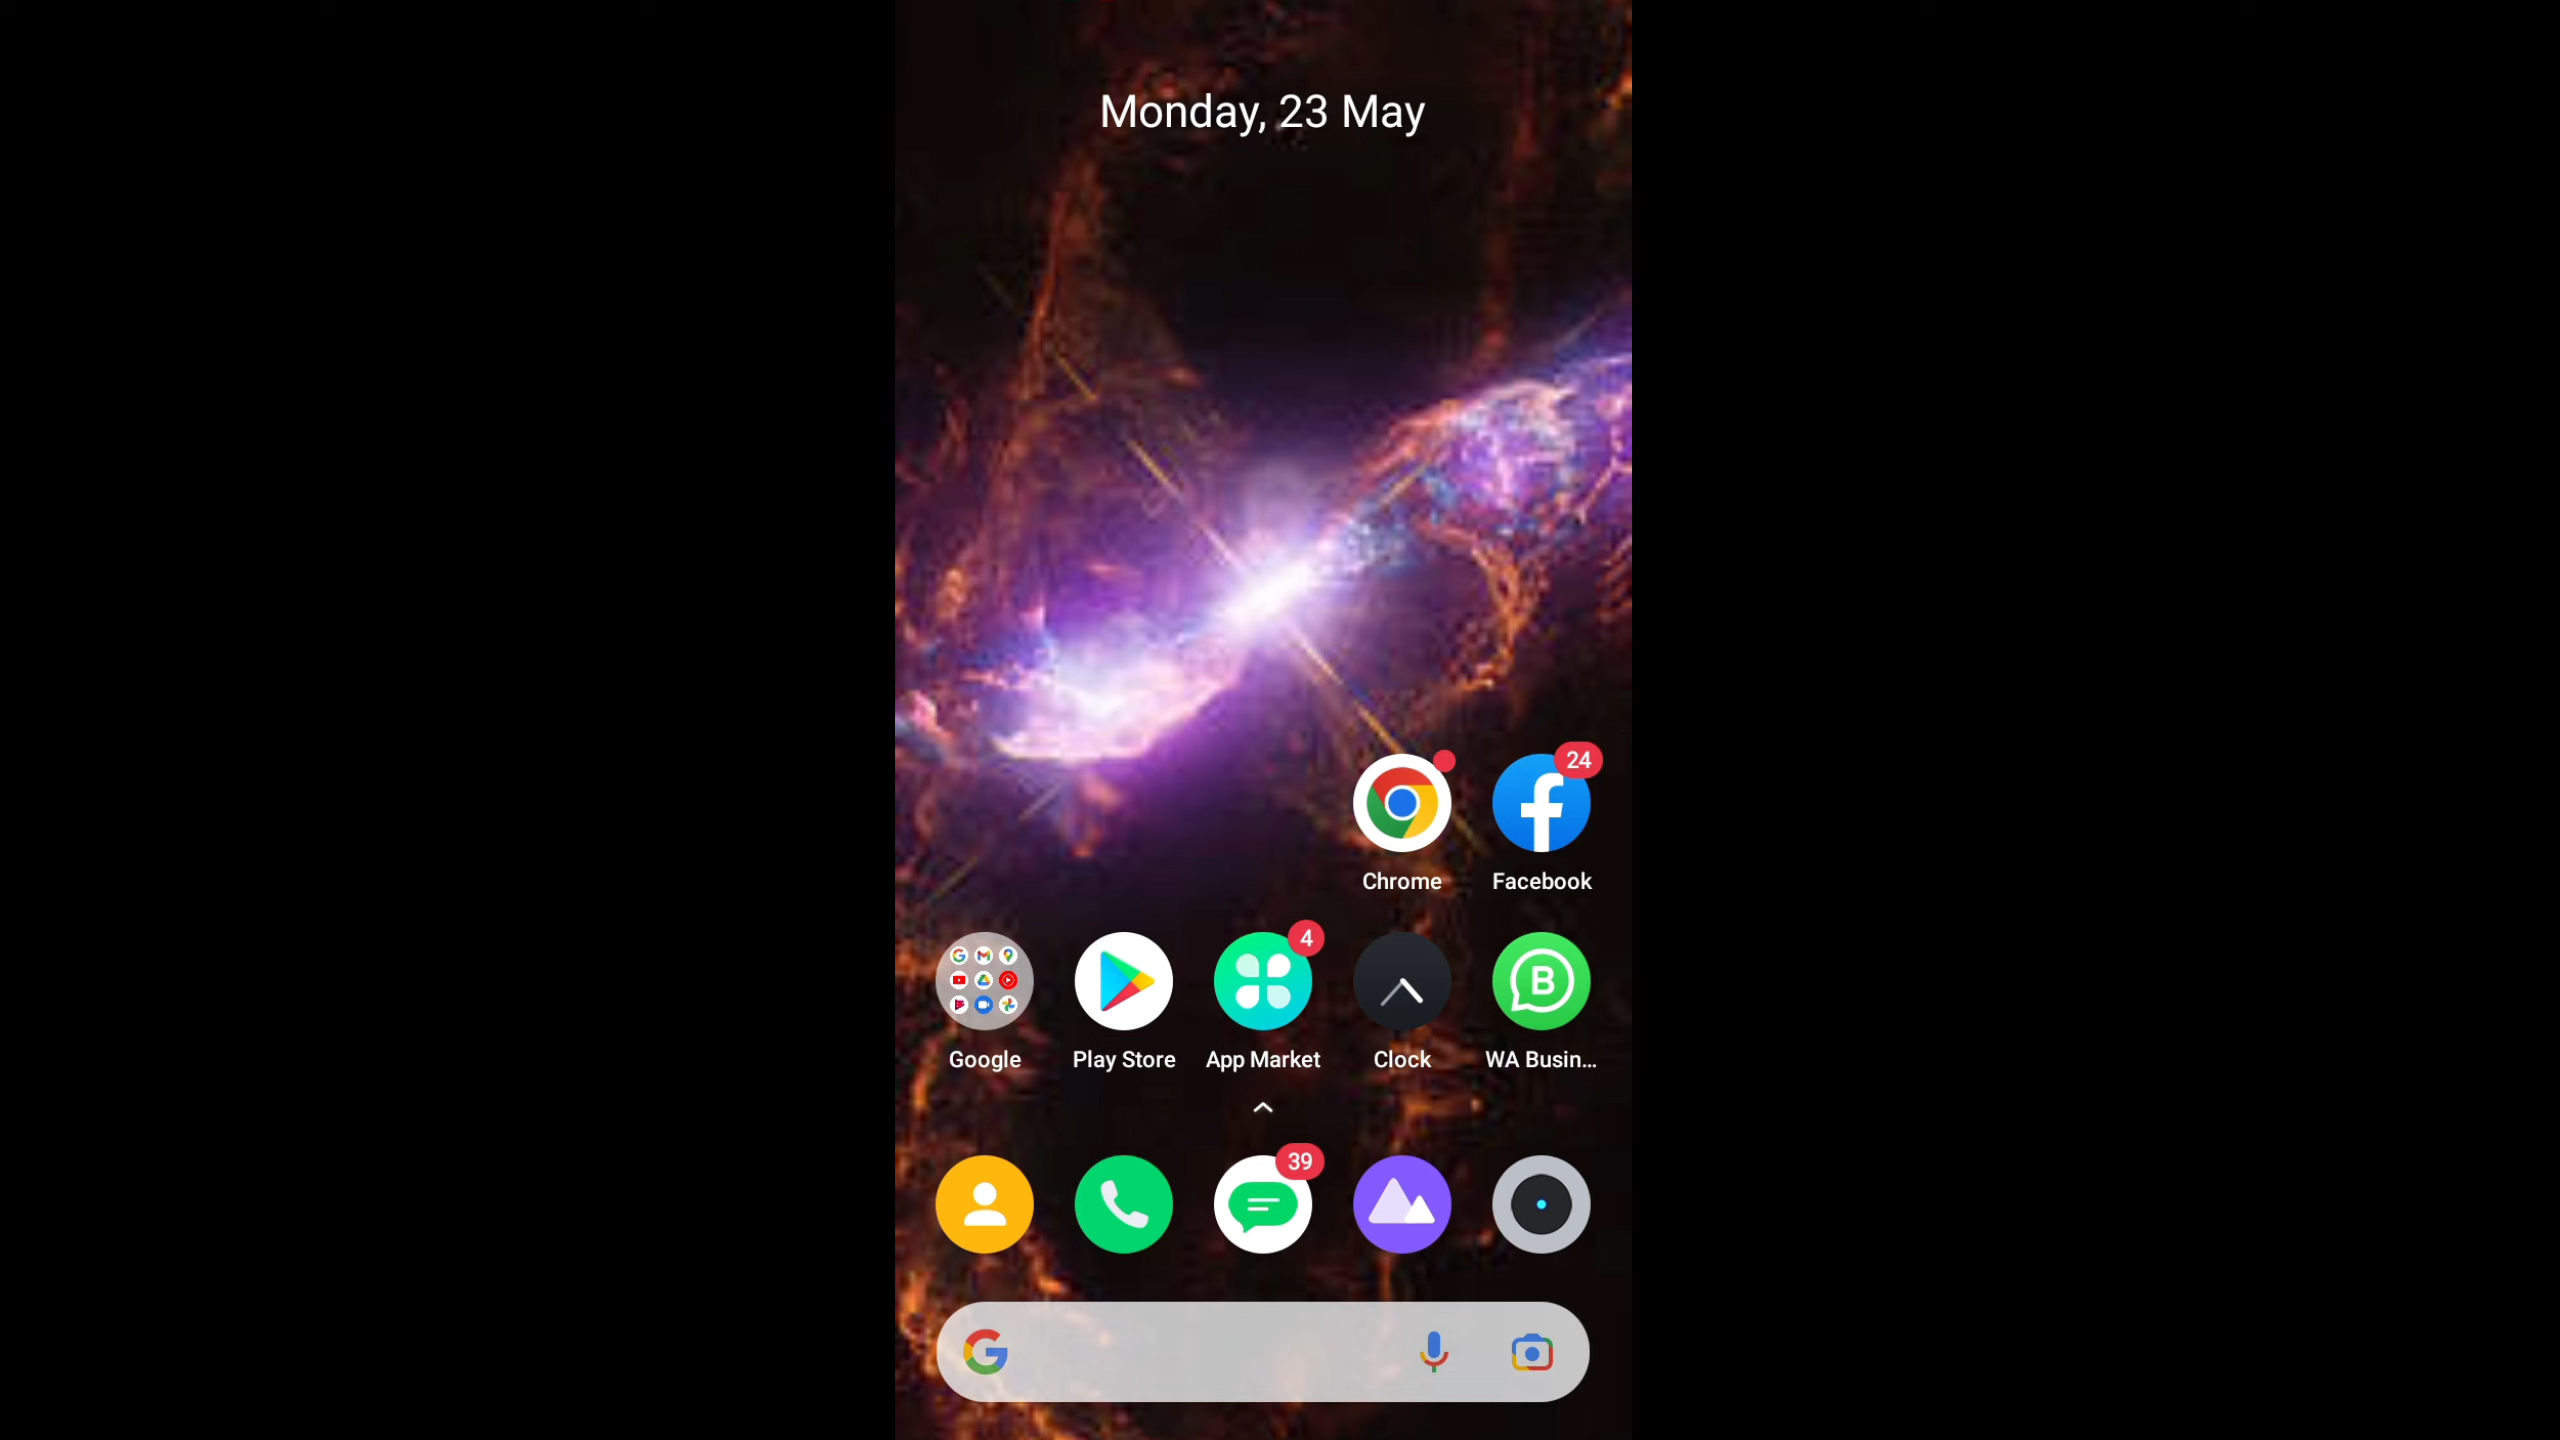 Monday, 23 May
24
Chrome
Facebook
4
Google
Play Store
App Market
Clock
WA Busin...
39